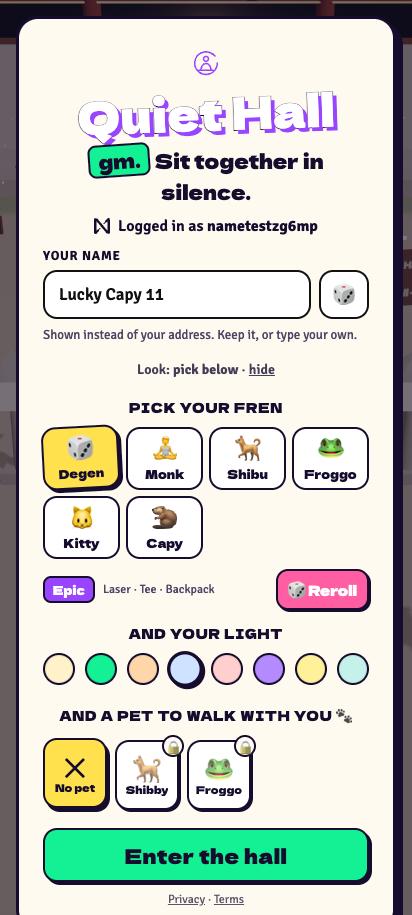 Quiet Hall
gm. Sit together in
silence.
Logged in as nametestzg6mp
YOUR NAME
Lucky Capy 11
Shown instead of your address. Keep it, or type your own.
Look: pick below · hide
PICK YOUR FREN
Degen Monk Shibu Froggo
Kitty Capy
Epic Laser · Tee · Backpack Reroll
AND YOUR LIGHT
AND A PET TO WALK WITH YOU
No pet Shibby Froggo
Enter the hall
Privacy · Terms